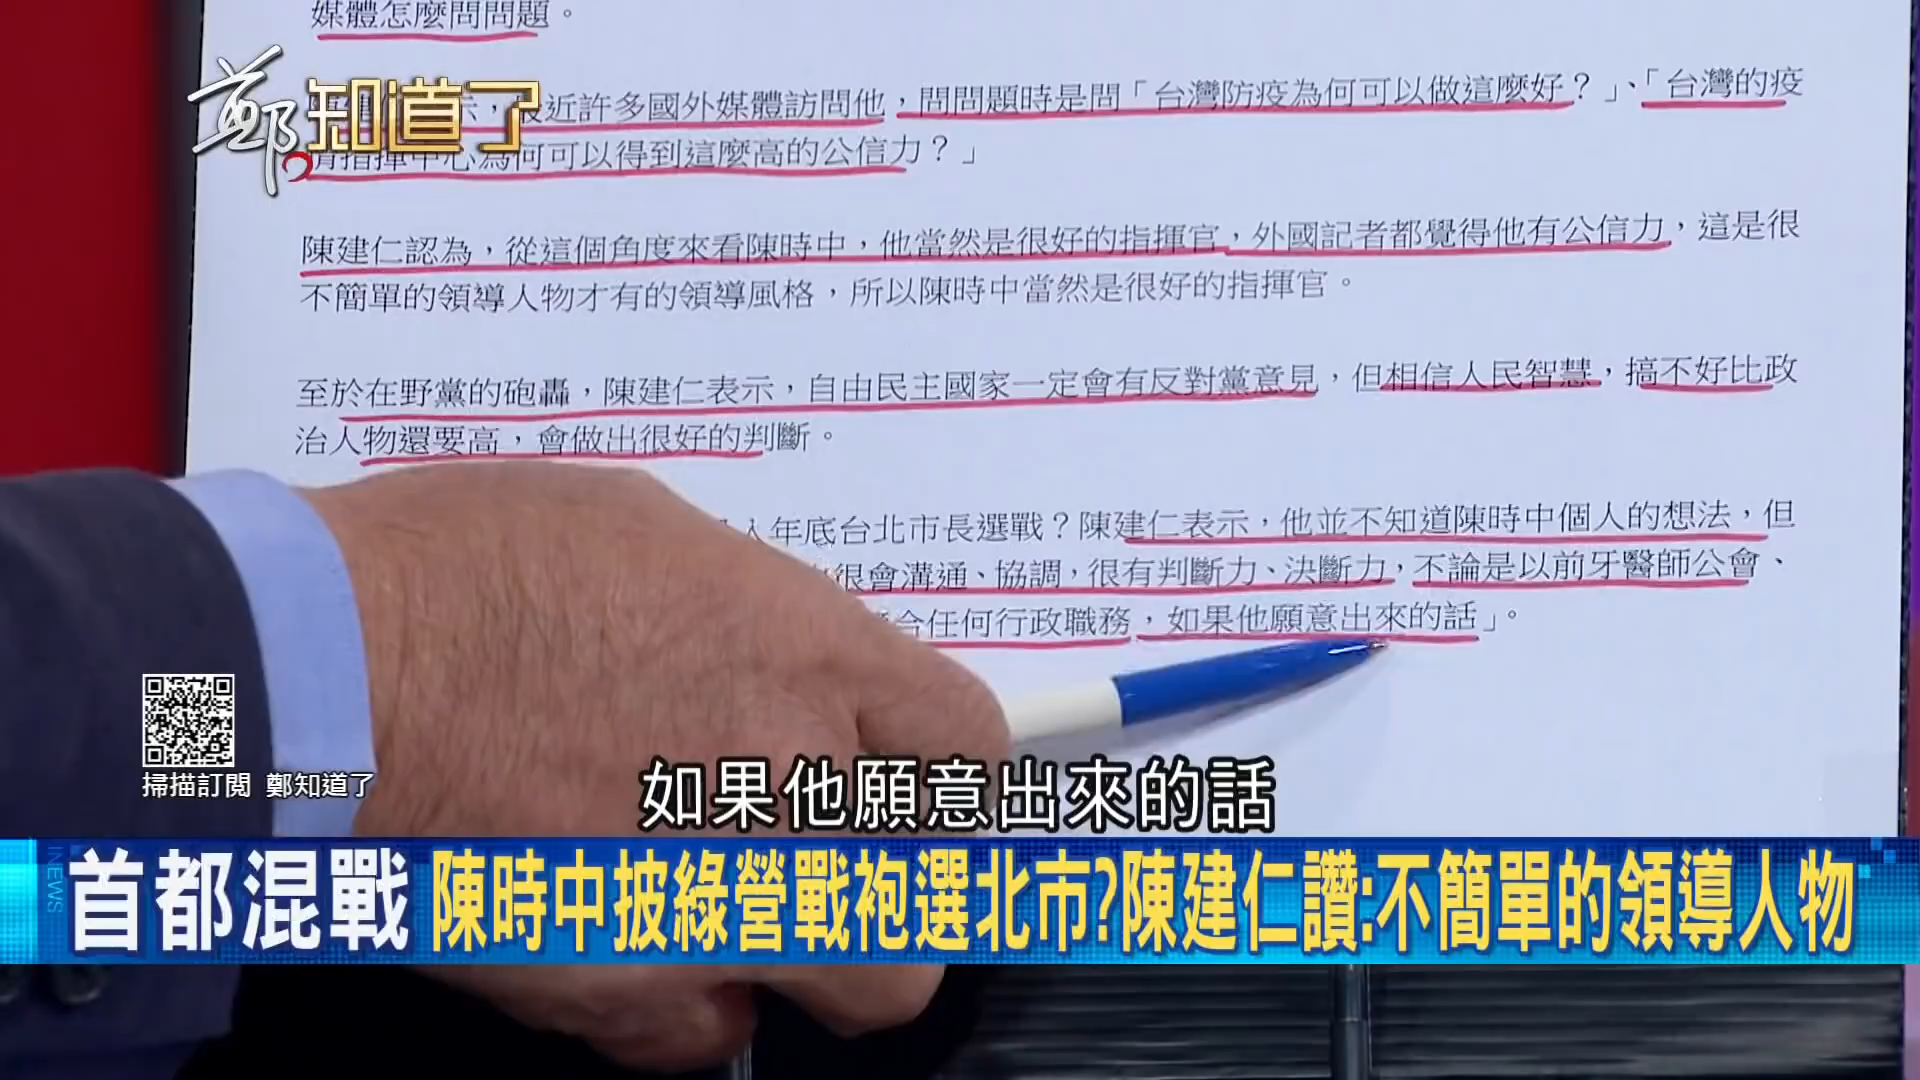 媒體怎麼問問題。
鄭知道了
示，最近許多國外媒體訪問他，問問題時是問「台灣防疫為何可以做這麼好？」、「台灣的疫
情指揮中心為何可以得到這麼高的公信力？」
陳建仁認為，從這個角度來看陳時中，他當然是很好的指揮官，外國記者都覺得他有公信力，這是很
不簡單的領導人物才有的領導風格，所以陳時中當然是很好的指揮官。
至於在野黨的砲轟，陳建仁表示，自由民主國家一定會有反對黨意見，但相信人民智慧，搞不好比政
治人物還要高，會做出很好的判斷。
入年底台北市長選戰？陳建仁表示，他並不知道陳時中個人的想法，但
很會溝通、協調，很有判斷力、決斷力，不論是以前牙醫師公會、
合任何行政職務，如果他願意出來的話」。
掃描訂閱 鄭知道了
如果他願意出來的話
INEWS
首都混戰 陳時中披綠營戰袍選北市?陳建仁讚:不簡單的領導人物